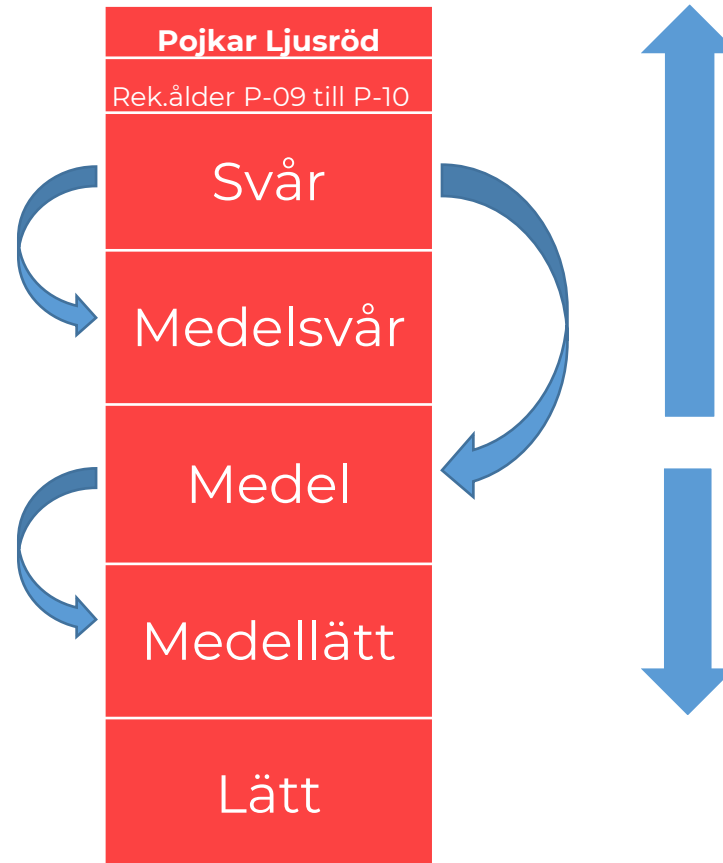 Pojkar Ljusröd
Rek.ålder P-09 till P-10
Svår
Medelsvår
Medel
Medellätt
Lätt